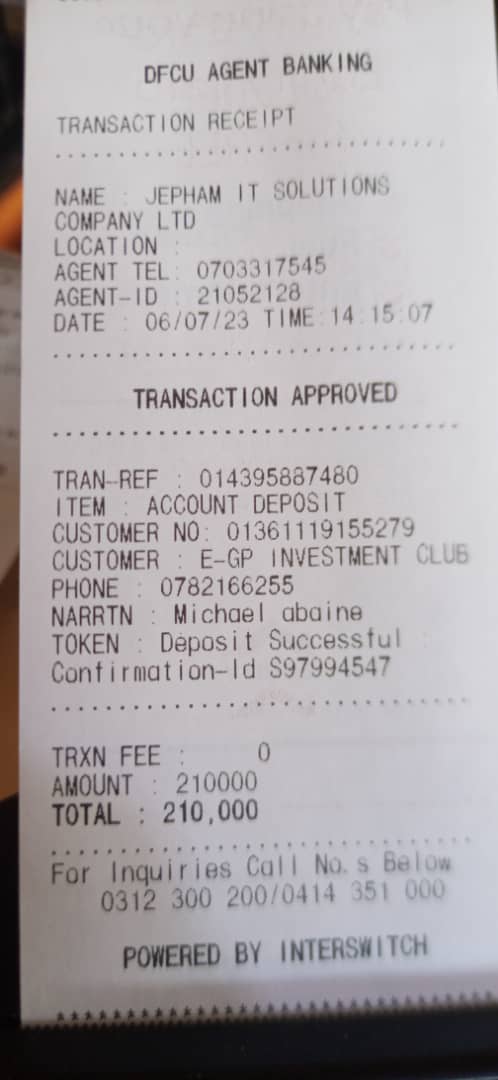 DFCU AGENT BANKING
TRANSACTION RECEIPT
NAME : JEPHAM IT SOLUTIONS
COMPANY LTD
LOCATION :
AGENT TEL: 0703317545
AGENT-ID : 21052128
DATE : 06/07/23 TIME:14:15:07
TRANSACTION APPROVED
TRAN-REF : 014395887480
ITEM : ACCOUNT DEPOSIT
CUSTOMER NO: 01361119155279
CUSTOMER : E-GP INVESTMENT CLUB
PHONE : 0782166255
NARRTN : Michael abaine
TOKEN : Deposit Successful :
Confirmation-Id S97994547
TRXN FEE : 0
AMOUNT : 210000
TOTAL : 210,000
For Inquiries Call No.s Below
0312 300 200/0414 351 000
POWERED BY INTERSWITCH